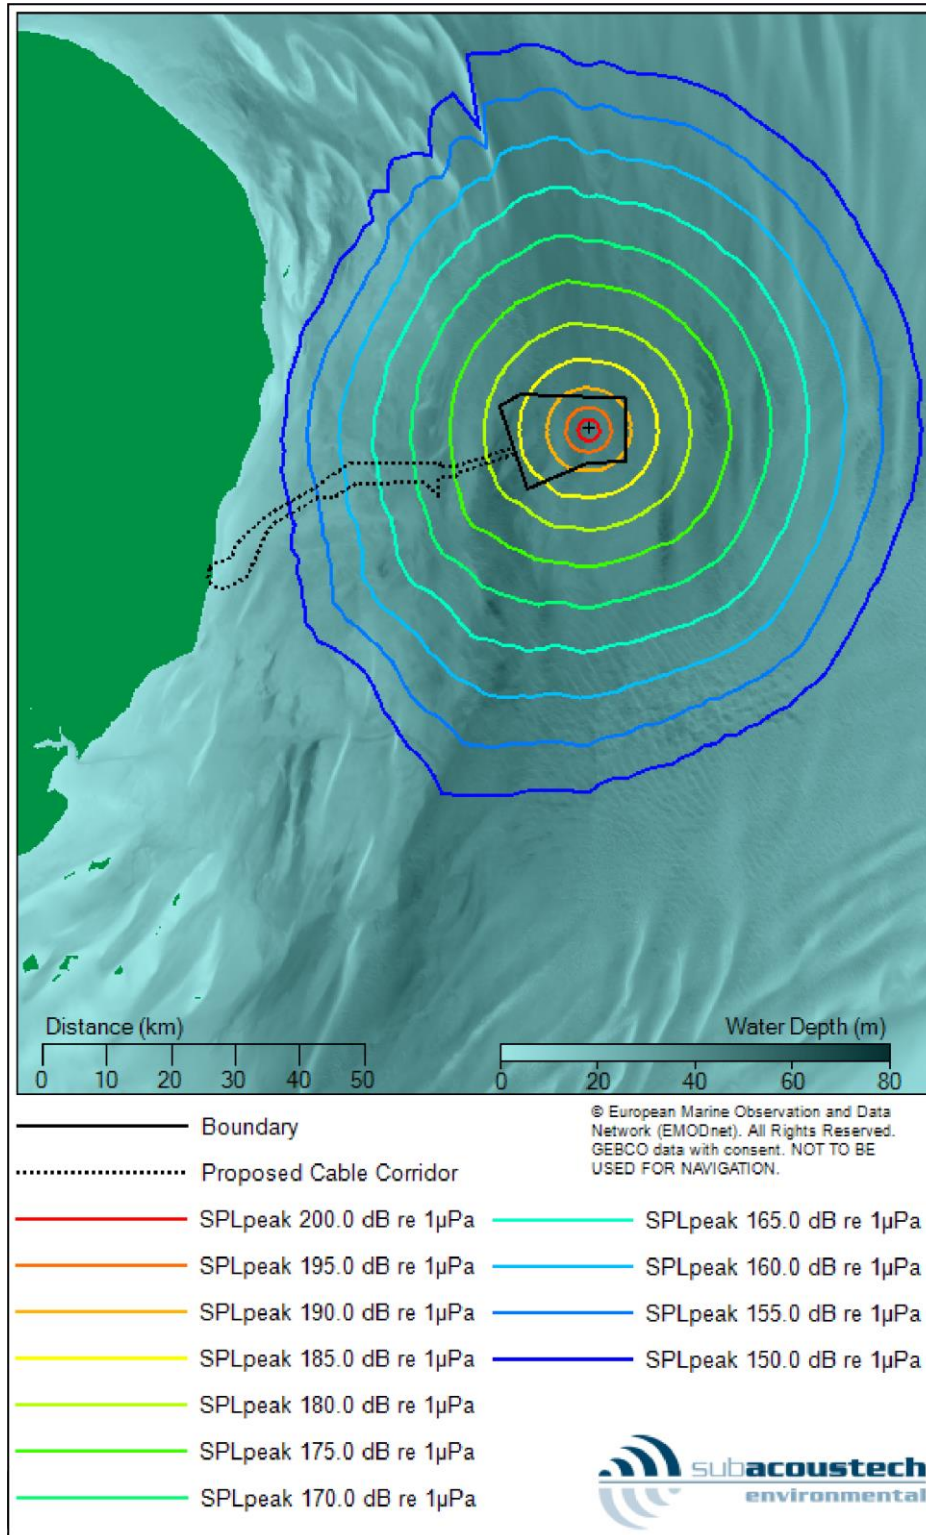 Distance (km)
0 10 20 30 40 50
Water Depth (m)
0 20 40 60 80
Boundary
Proposed Cable Corridor
© European Marine Observation and Data
Network (EMODnet). All Rights Reserved.
GEBCO data with consent. NOT TO BE
USED FOR NAVIGATION.
SPLpeak 200.0 dB re 1µPa
SPLpeak 195.0 dB re 1µPa
SPLpeak 190.0 dB re 1µPa
SPLpeak 185.0 dB re 1µPa
SPLpeak 180.0 dB re 1µPa
SPLpeak 175.0 dB re 1µPa
SPLpeak 170.0 dB re 1µPa
SPLpeak 165.0 dB re 1µPa
SPLpeak 160.0 dB re 1µPa
SPLpeak 155.0 dB re 1µPa
SPLpeak 150.0 dB re 1µPa
subacoustech
environmental